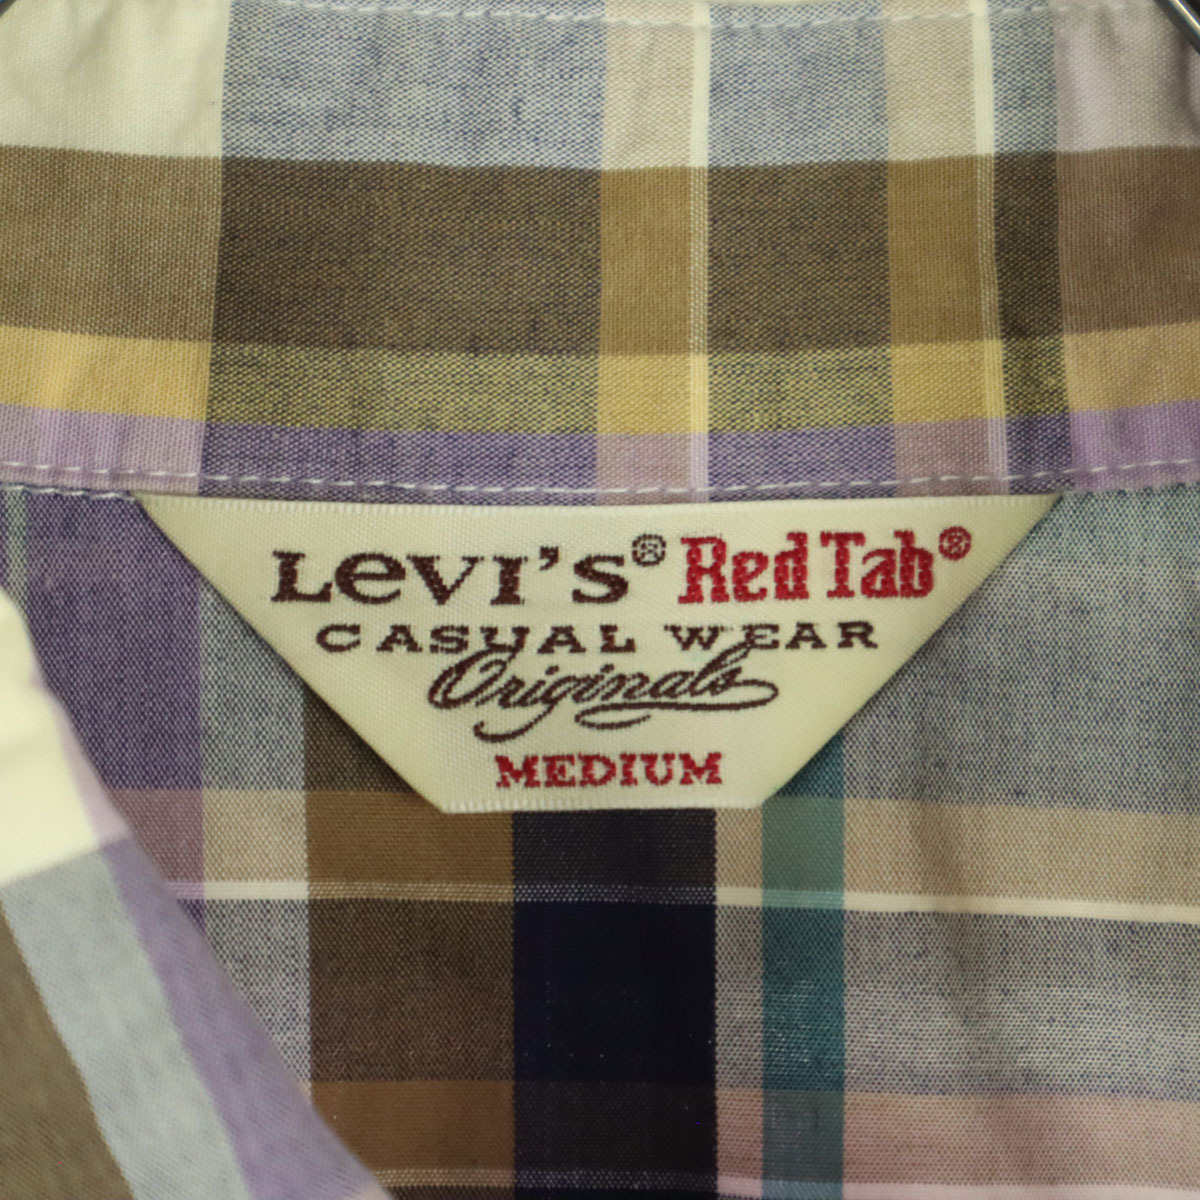 Levi's® Red Tab®
CASUAL WEAR
Originals
MEDIUM